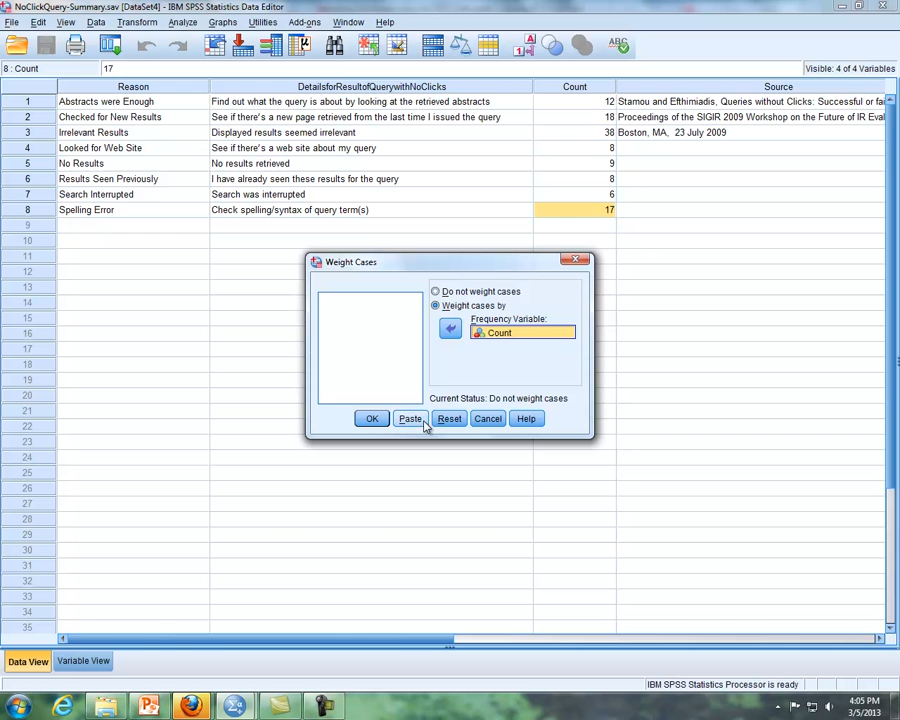 NoClickQuery-Summary.sav [DataSet4] - IBM SPSS Statistics Data Editor
File Edit View Data Transform Analyze Graphs Utilities Add-ons Window Help
8 : Count 17 Visible: 4 of 4 Variables
Reason DetailsforResultofQuerywithNoClicks Count Source
1 Abstracts were Enough Find out what the query is about by looking at the retrieved abstracts 12 Stamou and Efthimiadis, Queries without Clicks: Successful or fai
2 Checked for New Results See if a new page retrieved from the last time I issued the query 18 Proceedings of the SIGIR 2009 Workshop on the Future of IR Eval
3 Irrelevant Results Displayed results seemed irrelevant 38 Boston, MA, 23 July 2009
4 Looked for Web Site See if there's a web site about my query 8
5 No Results No results retrieved 9
6 Results Seen Previously I have already seen these results for the query 8
7 Search Interrupted Search was interrupted 6
8 Spelling Error Check spelling/syntax of query term(s) 17
9
10
11
12
13
14
15
16
17
18
19
20
21
22
23
24
25
26
27
28
29
30
31
32
33
34
35
Weight Cases
Do not weight cases
Weight cases by
Frequency Variable:
Count
Current Status: Do not weight cases
OK Paste Reset Cancel Help
Data View Variable View
IBM SPSS Statistics Processor is ready
4:05 PM
3/5/2013